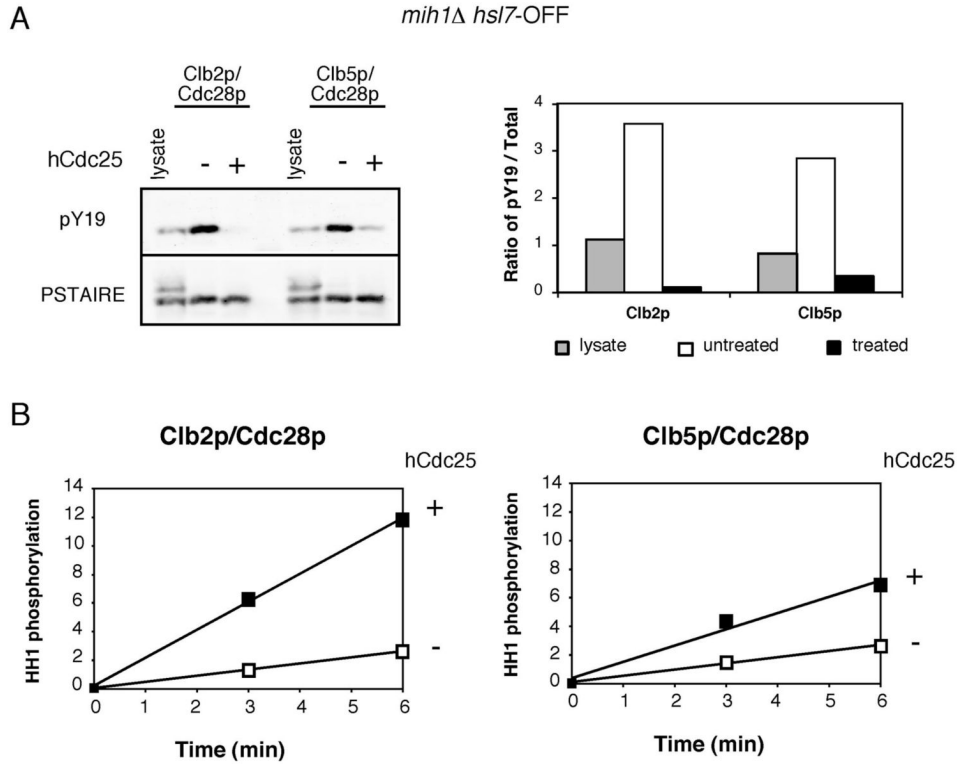 A
mih1Δ hsl7-OFF
Clb2p/
Cdc28p
Clb5p/
Cdc28p
hCdc25
lysate
-
+
lysate
-
+
pY19
PSTAIRE
Ratio of pY19 / Total
4
3
2
1
0
Clb2p
Clb5p
lysate
untreated
treated
B
Clb2p/Cdc28p
hCdc25
HH1 phosphorylation
14
12
10
8
6
4
2
0
+
-
0 1 2 3 4 5 6
Time (min)
Clb5p/Cdc28p
hCdc25
HH1 phosphorylation
14
12
10
8
6
4
2
0
+
-
0 1 2 3 4 5 6
Time (min)